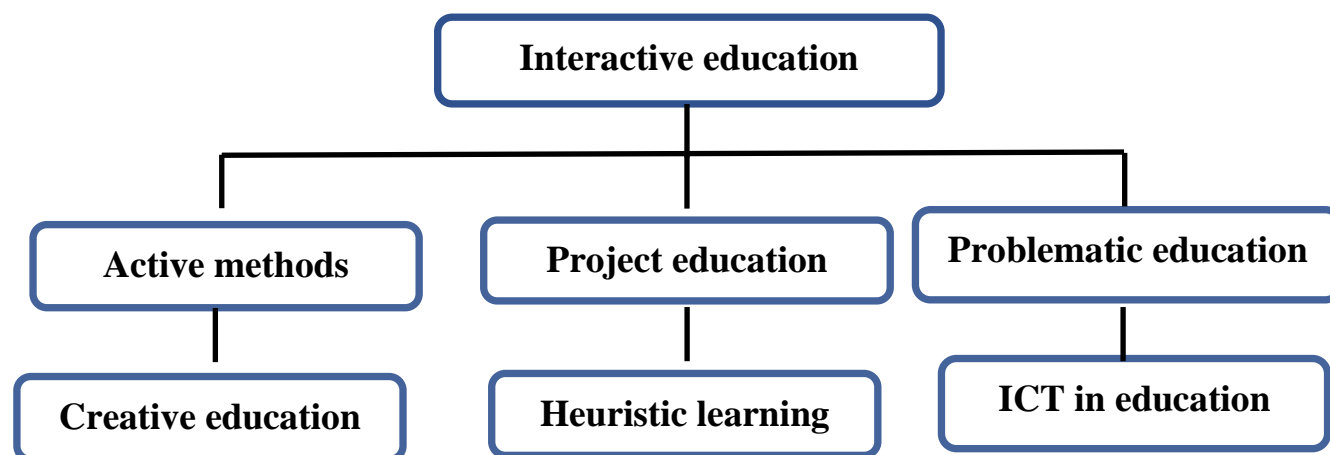 Interactive education
Active methods
Project education
Problematic education
Creative education
Heuristic learning
ICT in education